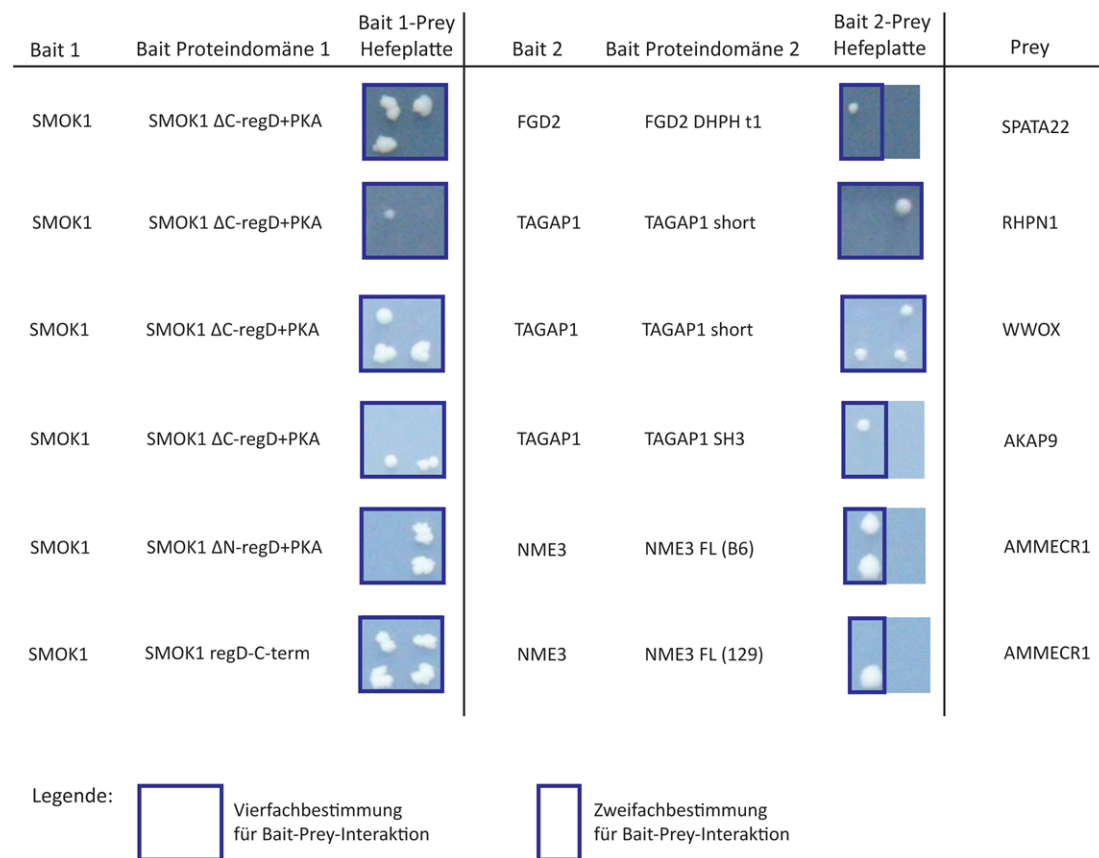 Bait 1 Bait Proteindomäne 1 Bait 1-Prey Hefeplatte Bait 2 Bait Proteindomäne 2 Bait 2-Prey Hefeplatte Prey
SMOK1 SMOK1 ΔC-regD+PKA FGD2 FGD2 DHPH t1 SPATA22
SMOK1 SMOK1 ΔC-regD+PKA TAGAP1 TAGAP1 short RHPN1
SMOK1 SMOK1 ΔC-regD+PKA TAGAP1 TAGAP1 short WWOX
SMOK1 SMOK1 ΔC-regD+PKA TAGAP1 TAGAP1 SH3 AKAP9
SMOK1 SMOK1 ΔN-regD+PKA NME3 NME3 FL (B6) AMMECR1
SMOK1 SMOK1 regD-C-term NME3 NME3 FL (129) AMMECR1
Legende:
Vierfachbestimmung
für Bait-Prey-Interaktion
Zweifachbestimmung
für Bait-Prey-Interaktion